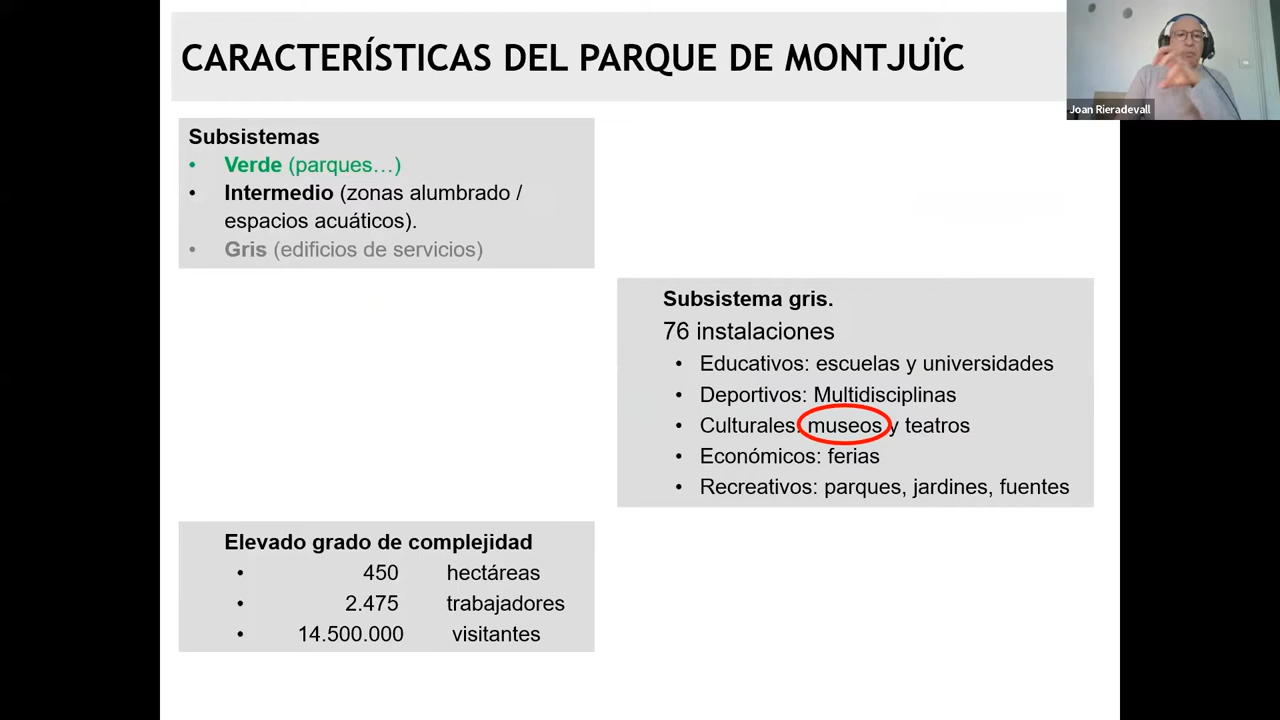 CARACTERÍSTICAS DEL PARQUE DE MONTJUÏC
Joan Rieradevall
Subsistemas
• Verde (parques…)
• Intermedio (zonas alumbrado /
espacios acuáticos).
• Gris (edificios de servicios)
Subsistema gris.
76 instalaciones
• Educativos: escuelas y universidades
• Deportivos: Multidisciplinas
• Culturales: museos y teatros
• Económicos: ferias
• Recreativos: parques, jardines, fuentes
Elevado grado de complejidad
• 450 hectáreas
• 2.475 trabajadores
• 14.500.000 visitantes